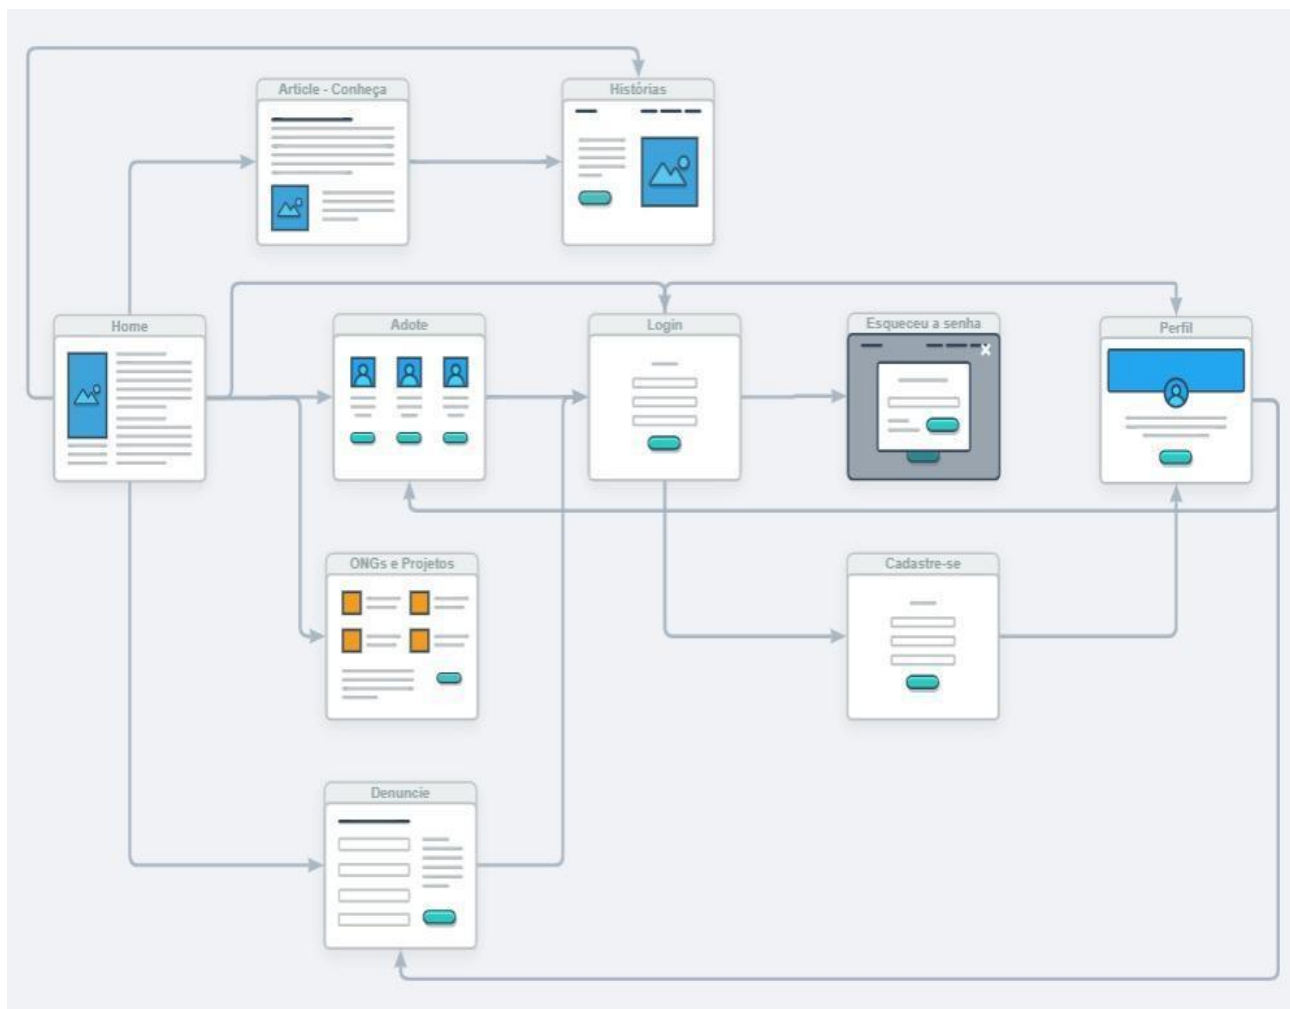 Article - Conheça
Histórias
Home
Adote
Login
Esqueceu a senha
Perfil
ONGs e Projetos
Cadastre-se
Denuncie